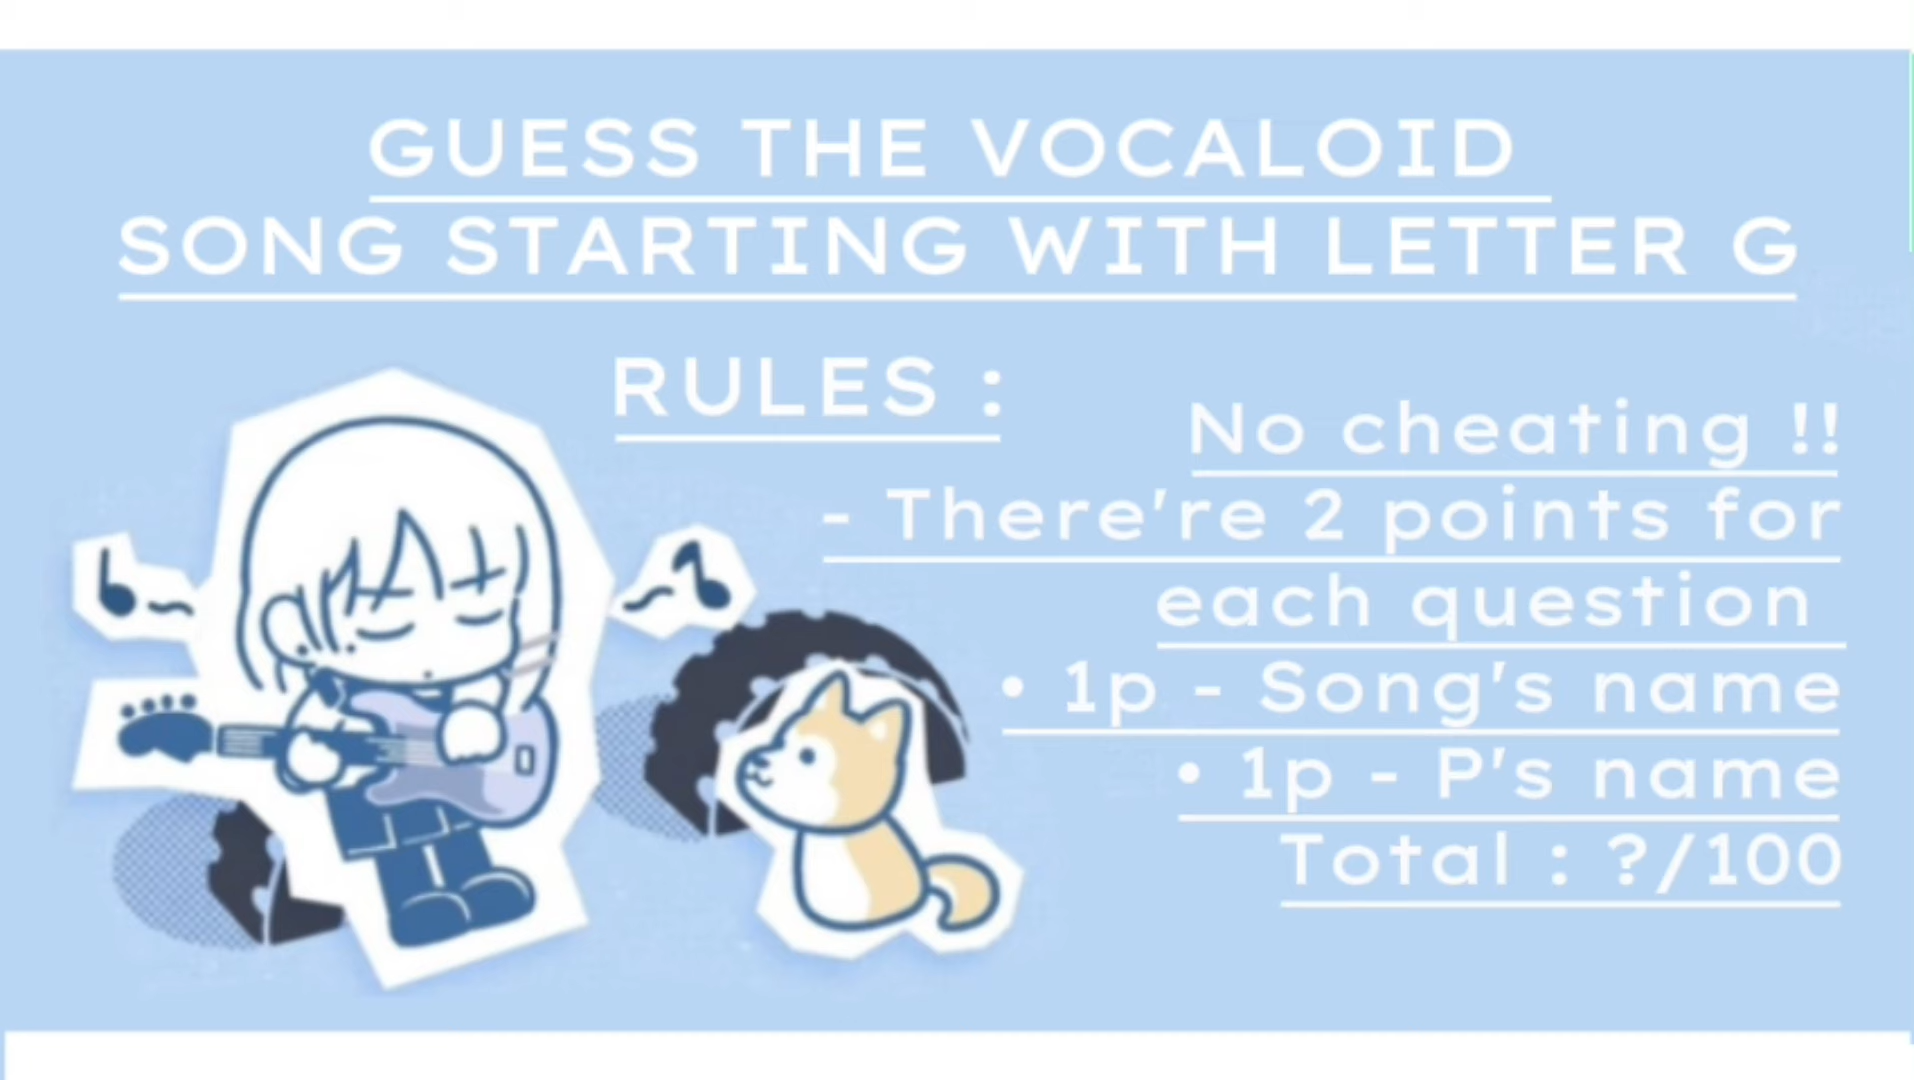 GUESS THE VOCALOID
SONG STARTING WITH LETTER G
RULES :
No cheating !!
- There're 2 points for
each question
• 1p - Song's name
• 1p - P's name
Total : ?/100